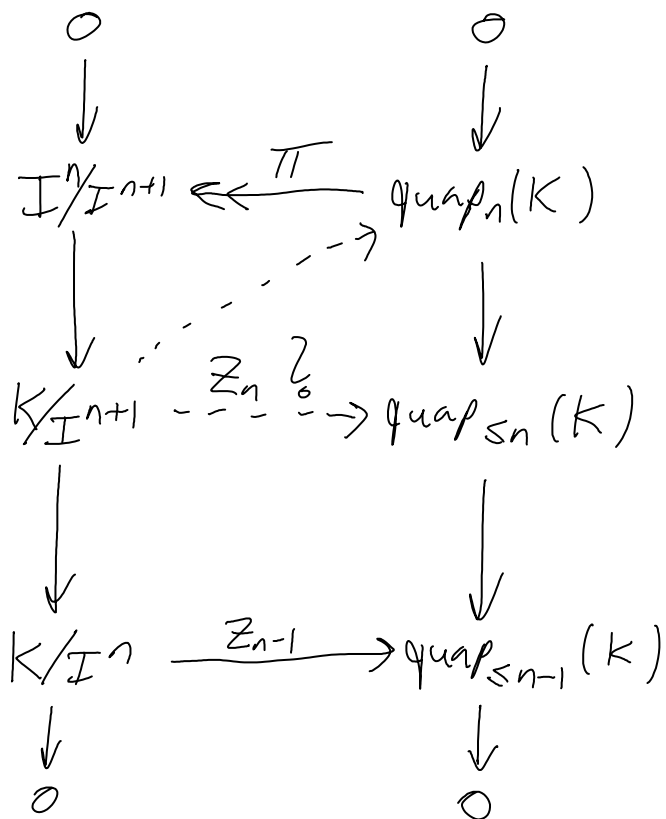 0 0
I^n/I^{n+1} π quap_n(K)
K/I^{n+1} Z_n ? quap_{≤n}(K)
K/I^n Z_{n-1} quap_{≤n-1}(K)
0 0